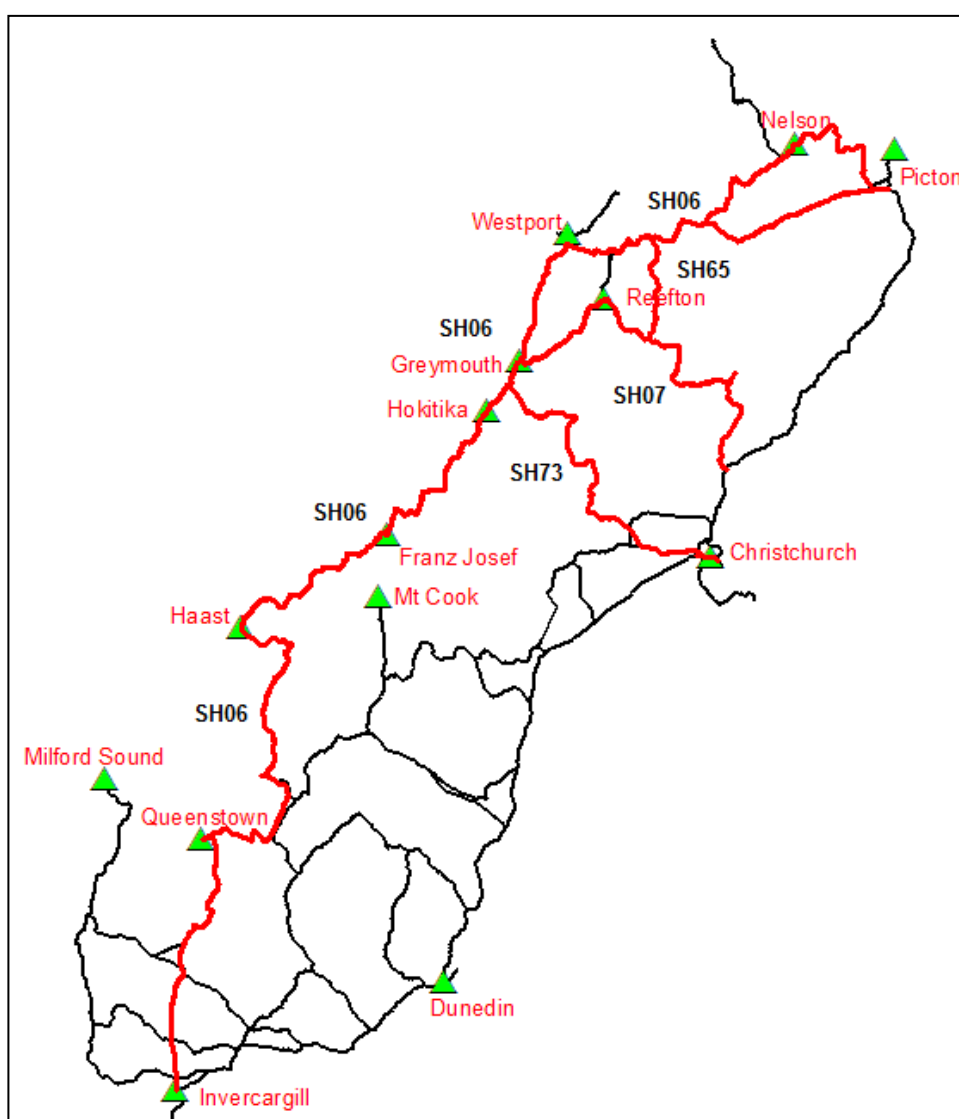 Nelson
Picton
SH06
Westport
SH65
Reefton
SH06
Greymouth
SH07
Hokitika
SH73
SH06
Franz Josef
Christchurch
Mt Cook
Haast
SH06
Milford Sound
Queenstown
Dunedin
Invercargill